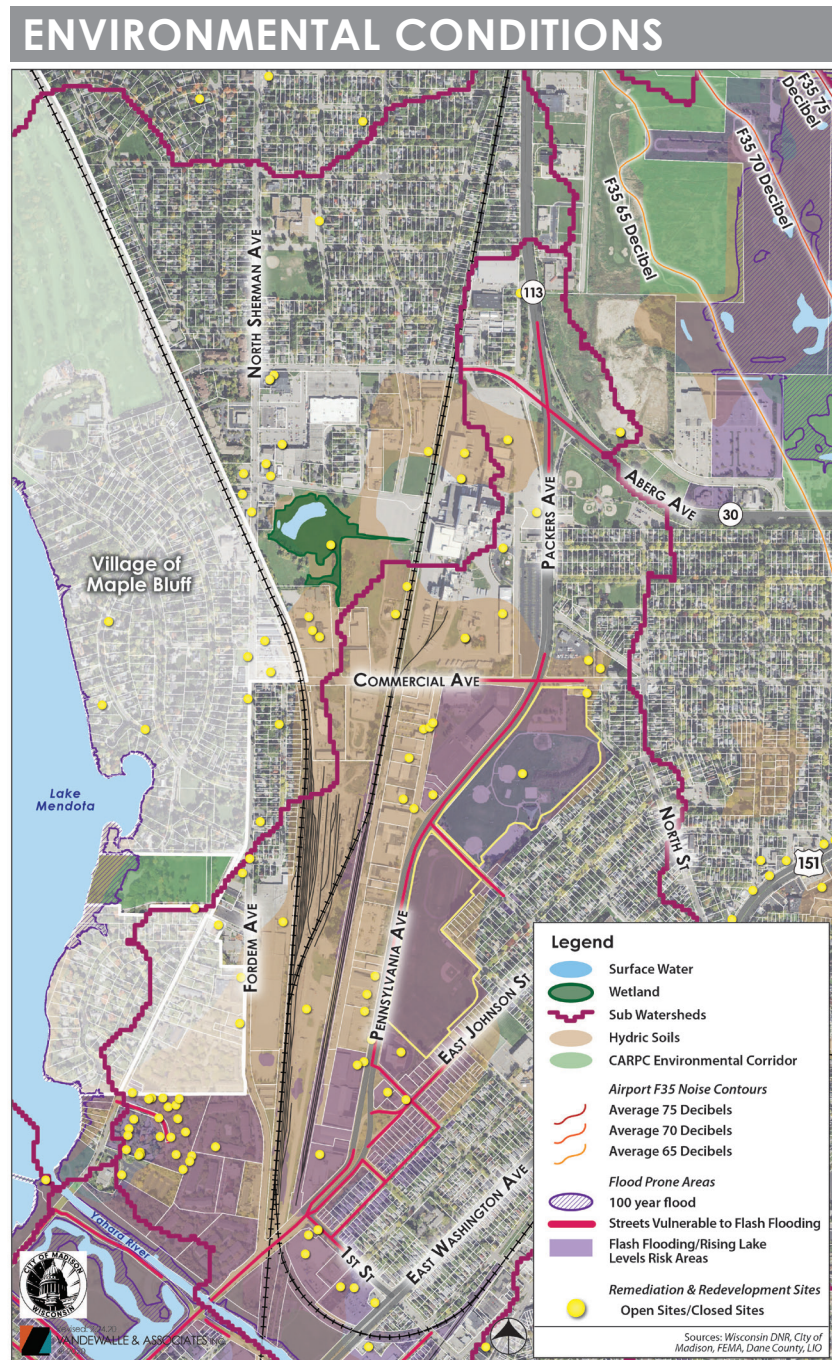 ENVIRONMENTAL CONDITIONS
F35 75
Decibel
F35 70 Decibel
F35 65 Decibel
NORTH SHERMAN AVE
113
PACKERS AVE
ABERG AVE
30
Village of
Maple Bluff
COMMERCIAL AVE
Lake
Mendota
NORTH ST
151
FORDEM AVE
PENNSYLVANIA AVE
EAST JOHNSON ST
EAST WASHINGTON AVE
1ST ST
Yahara River
CITY OF MADISON
WISCONSIN
VANDEWALLE & ASSOCIATES INC.
Legend
Surface Water
Wetland
Sub Watersheds
Hydric Soils
CARPC Environmental Corridor
Airport F35 Noise Contours
Average 75 Decibels
Average 70 Decibels
Average 65 Decibels
Flood Prone Areas
100 year flood
Streets Vulnerable to Flash Flooding
Flash Flooding/Rising Lake
Levels Risk Areas
Remediation & Redevelopment Sites
Open Sites/Closed Sites
Sources: Wisconsin DNR, City of
Madison, FEMA, Dane County, LIO